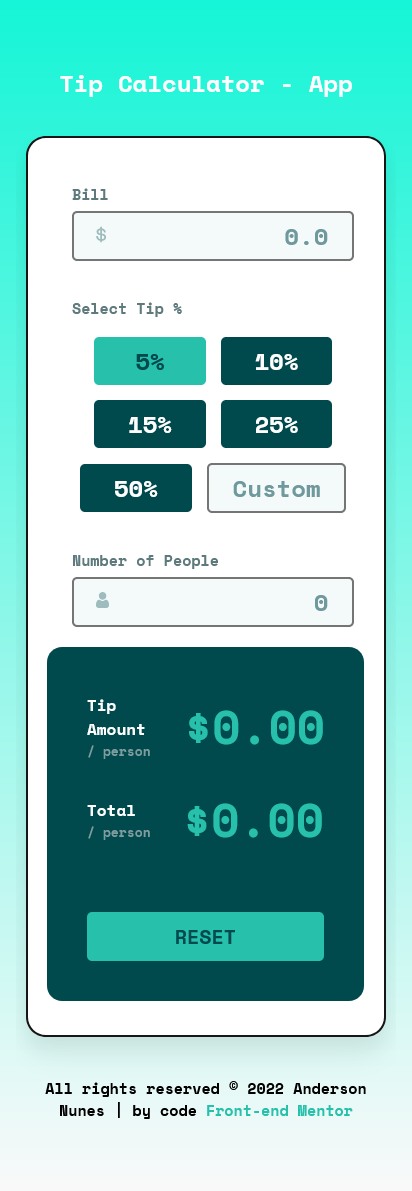 Tip Calculator - App
Bill
$ 0.0
Select Tip %
5% 10%
15% 25%
50% Custom
Number of People
0
Tip
Amount
/ person
$0.00
Total
/ person
$0.00
RESET
All rights reserved © 2022 Anderson
Nunes | by code Front-end Mentor